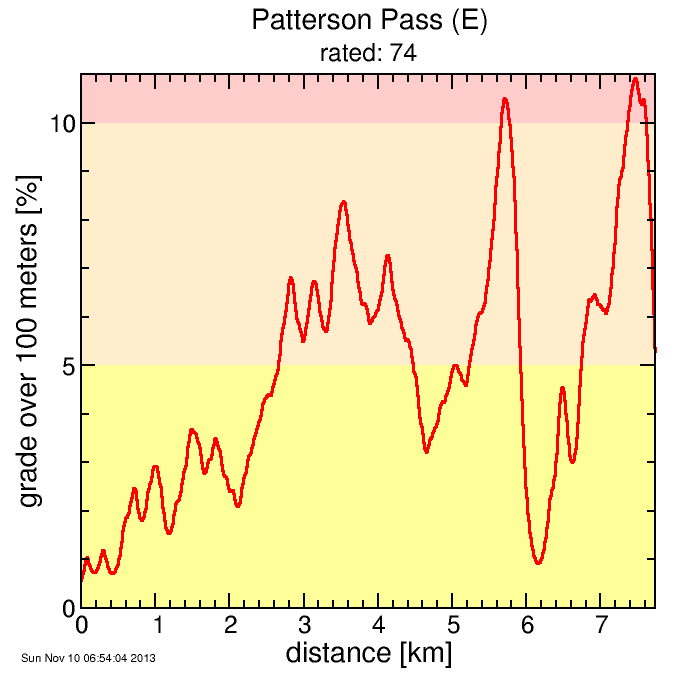 Patterson Pass (E)
rated: 74
grade over 100 meters [%]
10
5
0
0 1 2 3 4 5 6 7
distance [km]
Sun Nov 10 06:54:04 2013